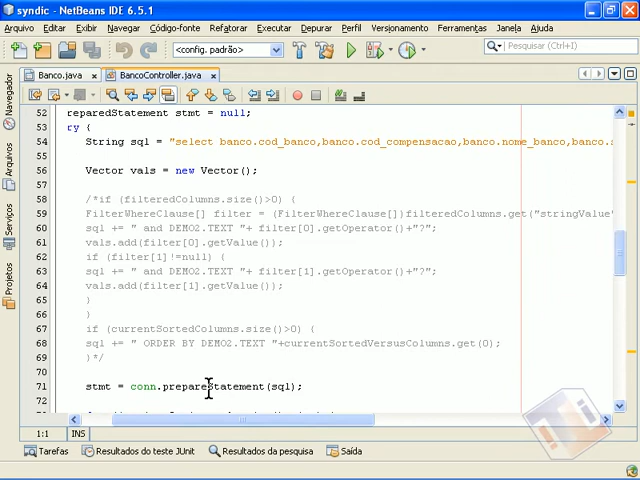 syndic - NetBeans IDE 6.5.1
Arquivo Editar Exibir Navegar Código-fonte Refatorar Executar Depurar Perfil Versionamento Ferramentas Janela Ajuda
<config. padrão> Pesquisar (Ctrl+I)
Banco.java x BancoController.java x
Navegador
Arquivos
Serviços
Projetos
52 reparedStatement stmt = null;
53 ry {
54 String sql = "select banco.cod_banco,banco.cod_compensacao,banco.nome_banco,banco.s
55
56 Vector vals = new Vector();
57
58 /*if (filteredColumns.size()>0) {
59 FilterWhereClause[] filter = (FilterWhereClause[])filteredColumns.get("stringValue"
60 sql += " and DEMO2.TEXT "+ filter[0].getOperator()+"?";
61 vals.add(filter[0].getValue());
62 if (filter[1]!=null) {
63 sql += " and DEMO2.TEXT "+ filter[1].getOperator()+"?";
64 vals.add(filter[1].getValue());
65 }
66 }
67 if (currentSortedColumns.size()>0) {
68 sql += " ORDER BY DEMO2.TEXT "+currentSortedVersusColumns.get(0);
69 }*/
70
71 stmt = conn.prepareStatement(sql);
72
1:1 INS
Tarefas Resultados do teste JUnit Resultados da pesquisa Saída